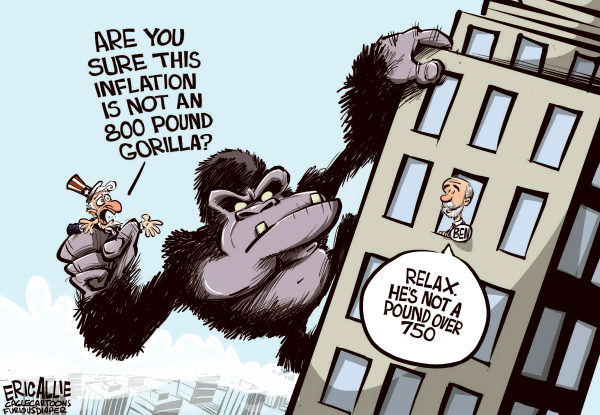 ARE YOU
SURE THIS
INFLATION
IS NOT AN
800 POUND
GORILLA?
BEN
RELAX.
HE'S NOT A
POUND OVER
750
ERIC ALLIE
CAGLECARTOONS
FURIOUSDIAPER